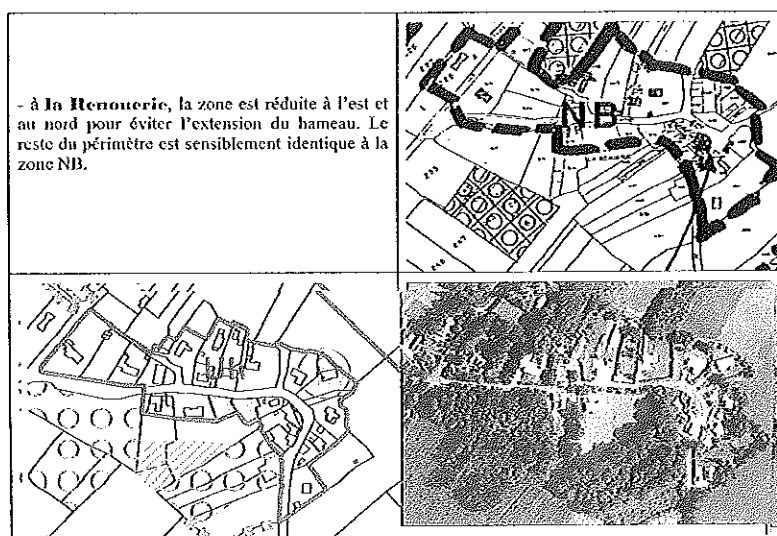 - à la Renouerie, la zone est réduite à l'est et
au nord pour éviter l'extension du hameau. Le
reste du périmètre est sensiblement identique à la
zone NB.
NB